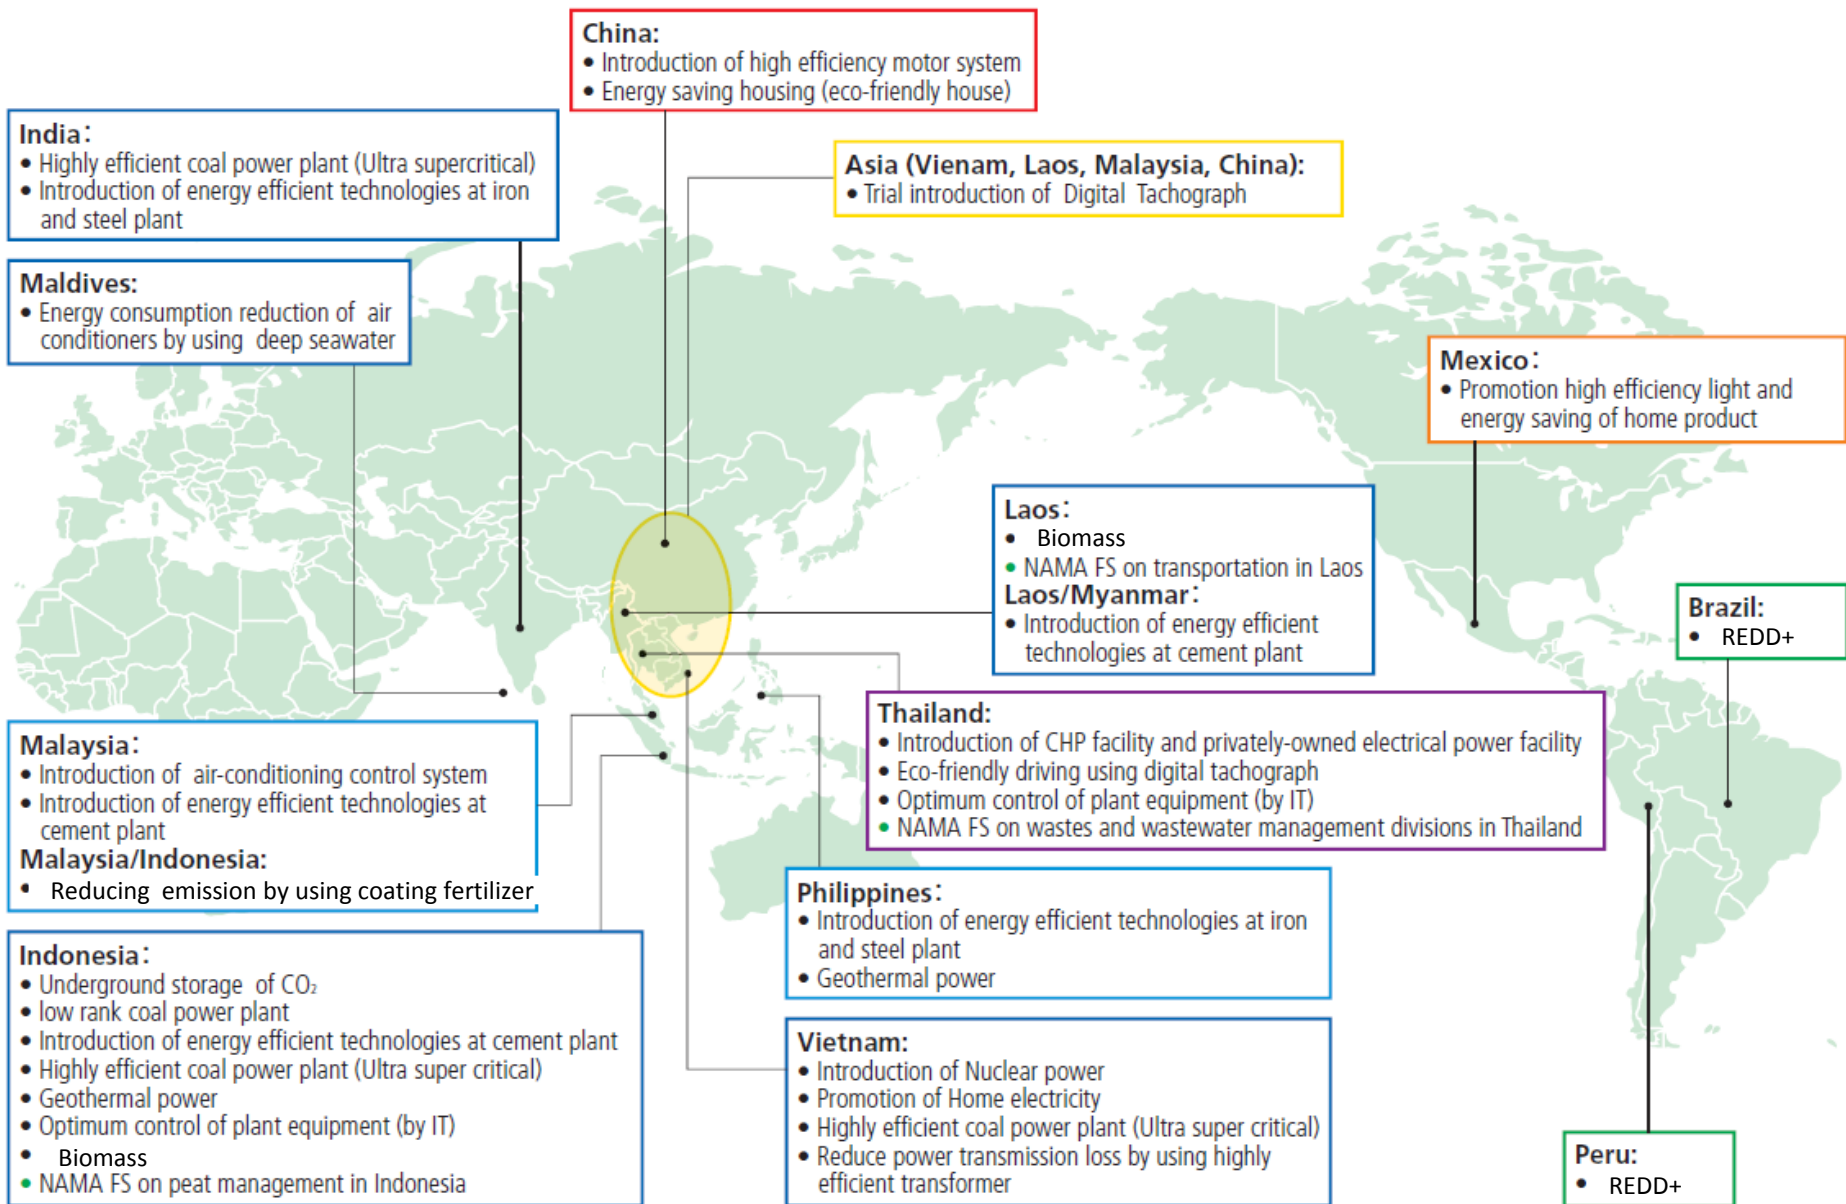 China:
• Introduction of high efficiency motor system
• Energy saving housing (eco-friendly house)
India:
• Highly efficient coal power plant (Ultra supercritical)
• Introduction of energy efficient technologies at iron
and steel plant
Asia (Vienam, Laos, Malaysia, China):
• Trial introduction of Digital Tachograph
Maldives:
• Energy consumption reduction of air
conditioners by using deep seawater
Mexico:
• Promotion high efficiency light and
energy saving of home product
Laos:
• Biomass
• NAMA FS on transportation in Laos
Laos/Myanmar:
• Introduction of energy efficient
technologies at cement plant
Brazil:
• REDD+
Thailand:
• Introduction of CHP facility and privately-owned electrical power facility
• Eco-friendly driving using digital tachograph
• Optimum control of plant equipment (by IT)
• NAMA FS on wastes and wastewater management divisions in Thailand
Malaysia:
• Introduction of air-conditioning control system
• Introduction of energy efficient technologies at
cement plant
Malaysia/Indonesia:
• Reducing emission by using coating fertilizer
Philippines:
• Introduction of energy efficient technologies at iron
and steel plant
• Geothermal power
Indonesia:
• Underground storage of CO₂
• low rank coal power plant
• Introduction of energy efficient technologies at cement plant
• Highly efficient coal power plant (Ultra super critical)
• Geothermal power
• Optimum control of plant equipment (by IT)
• Biomass
• NAMA FS on peat management in Indonesia
Vietnam:
• Introduction of Nuclear power
• Promotion of Home electricity
• Highly efficient coal power plant (Ultra super critical)
• Reduce power transmission loss by using highly
efficient transformer
Peru:
• REDD+